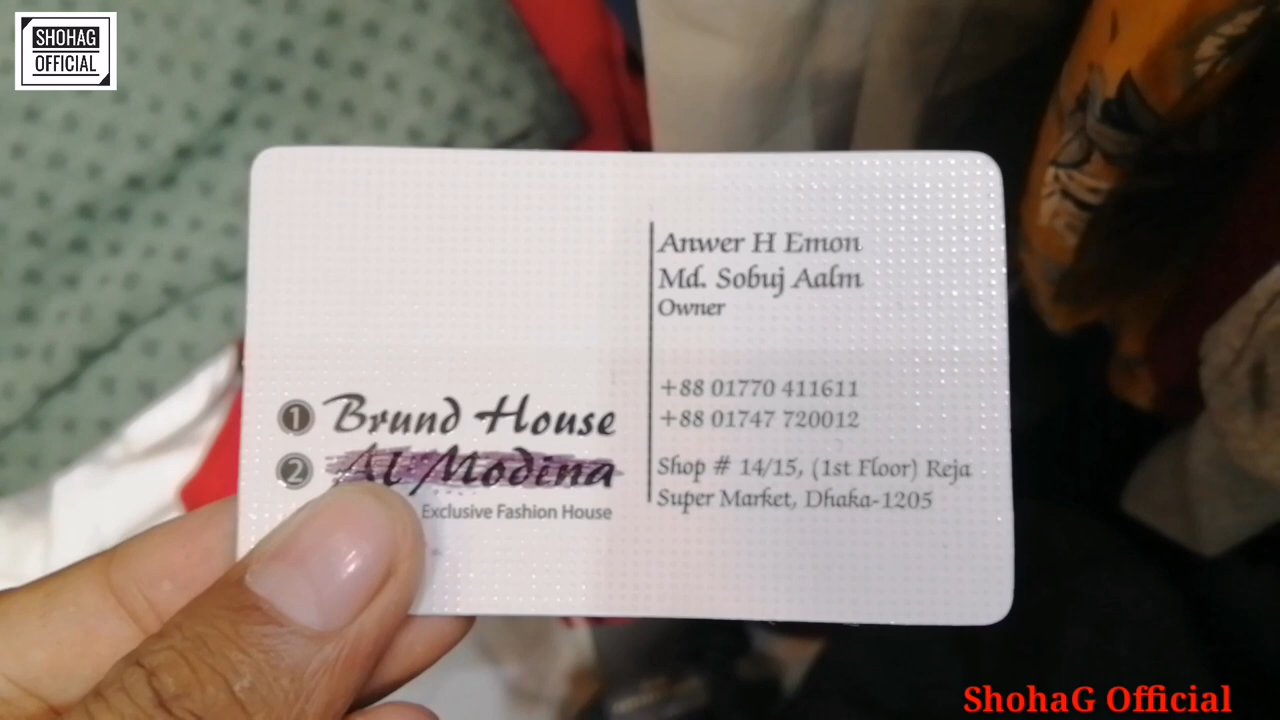 SHOHAG
OFFICIAL
Anwer H Emon
Md. Sobuj Aalm
Owner
+88 01770 411611
+88 01747 720012
Shop # 14/15, (1st Floor) Reja
Super Market, Dhaka-1205
1 Brund House
2 Al Modina
Exclusive Fashion House
ShohaG Official